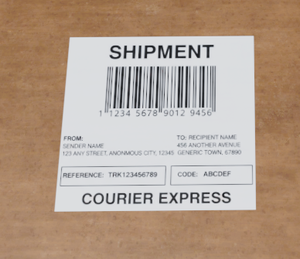 SHIPMENT
1 1234 5678 9012 9456
FROM: TO: RECIPIENT NAME
SENDER NAME 456 ANOTHER AVENUE
123 ANY STREET, ANONMOUS CITY, 12345 GENERIC TOWN, 67890
REFERENCE: TRK123456789 CODE: ABCDEF
COURIER EXPRESS